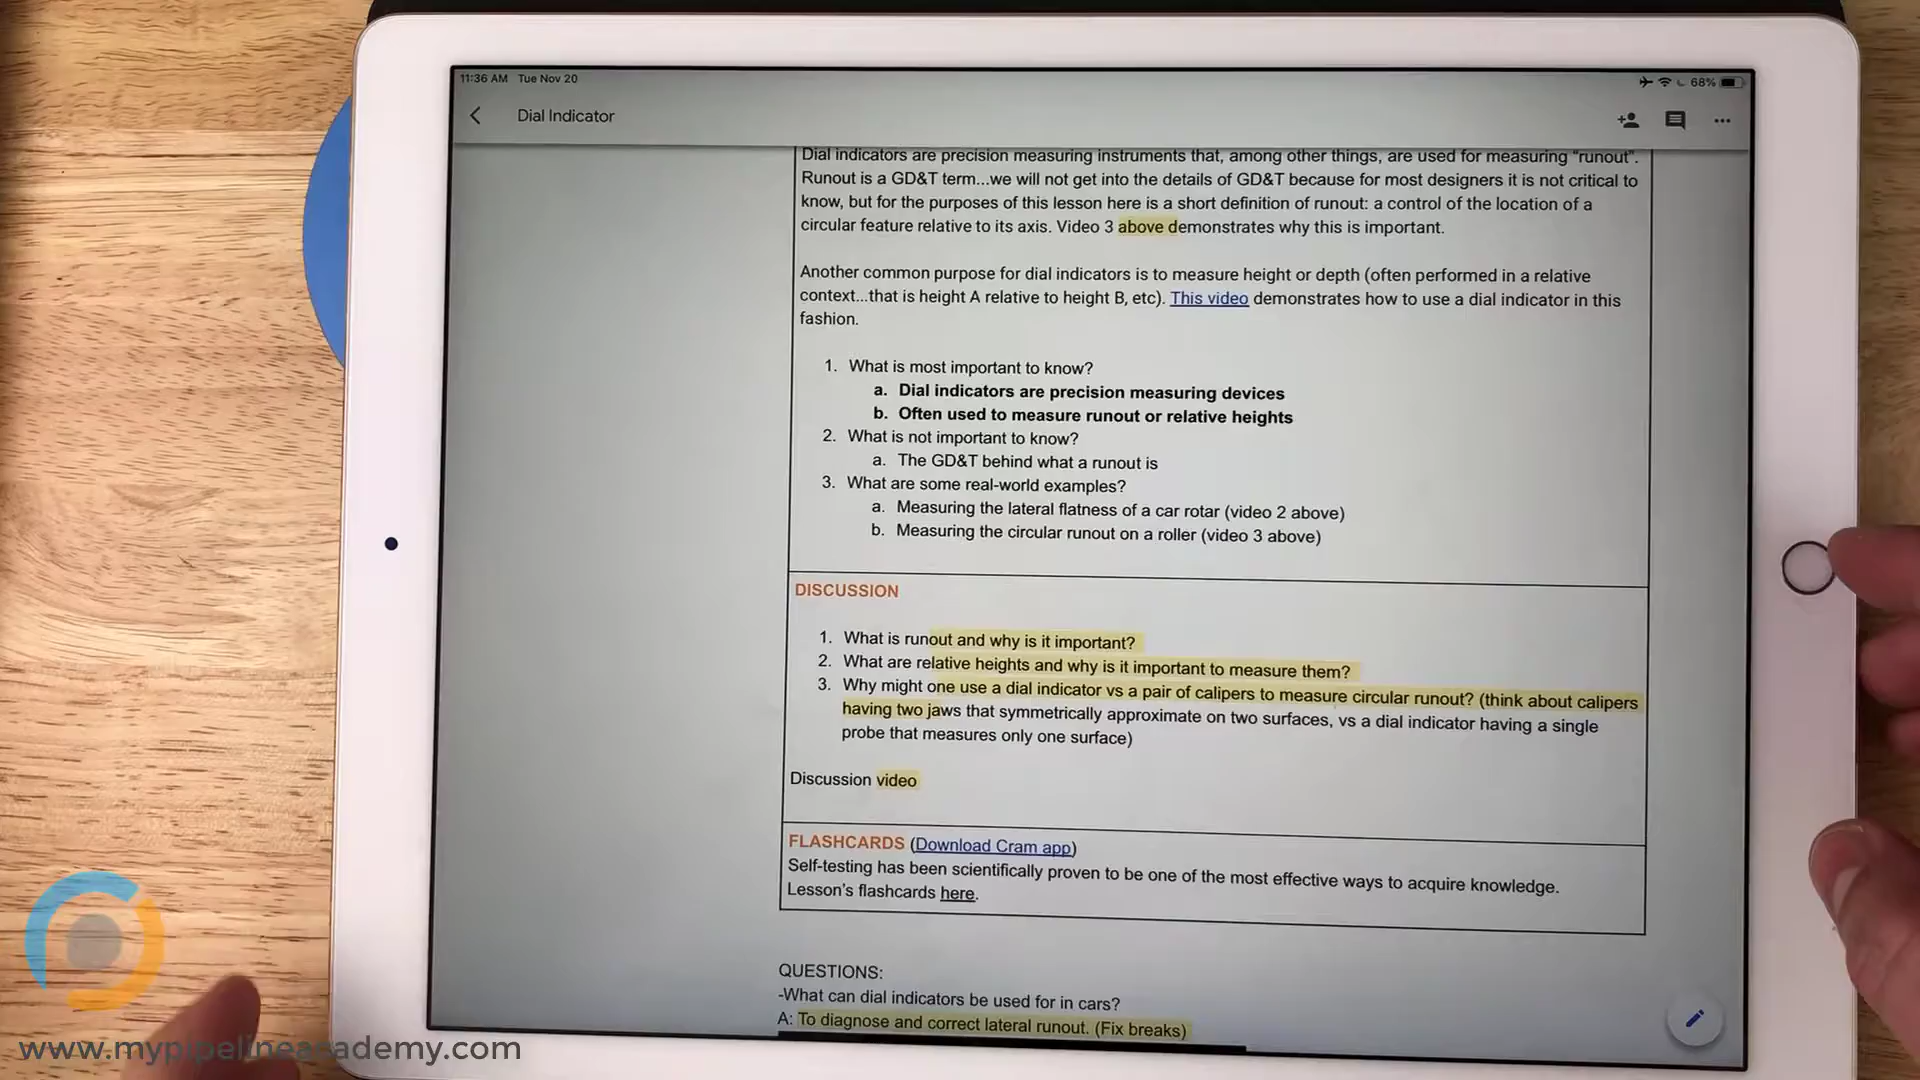 11:36 AM Tue Nov 20
68%
Dial Indicator
Dial indicators are precision measuring instruments that, among other things, are used for measuring "runout".
Runout is a GD&T term...we will not get into the details of GD&T because for most designers it is not critical to
know, but for the purposes of this lesson here is a short definition of runout: a control of the location of a
circular feature relative to its axis. Video 3 above demonstrates why this is important.
Another common purpose for dial indicators is to measure height or depth (often performed in a relative
context...that is height A relative to height B, etc). This video demonstrates how to use a dial indicator in this
fashion.
1. What is most important to know?
a. Dial indicators are precision measuring devices
b. Often used to measure runout or relative heights
2. What is not important to know?
a. The GD&T behind what a runout is
3. What are some real-world examples?
a. Measuring the lateral flatness of a car rotar (video 2 above)
b. Measuring the circular runout on a roller (video 3 above)
DISCUSSION
1. What is runout and why is it important?
2. What are relative heights and why is it important to measure them?
3. Why might one use a dial indicator vs a pair of calipers to measure circular runout? (think about calipers
having two jaws that symmetrically approximate on two surfaces, vs a dial indicator having a single
probe that measures only one surface)
Discussion video
FLASHCARDS (Download Cram app)
Self-testing has been scientifically proven to be one of the most effective ways to acquire knowledge.
Lesson's flashcards here.
QUESTIONS:
-What can dial indicators be used for in cars?
A: To diagnose and correct lateral runout. (Fix breaks)
www.mypipelineacademy.com